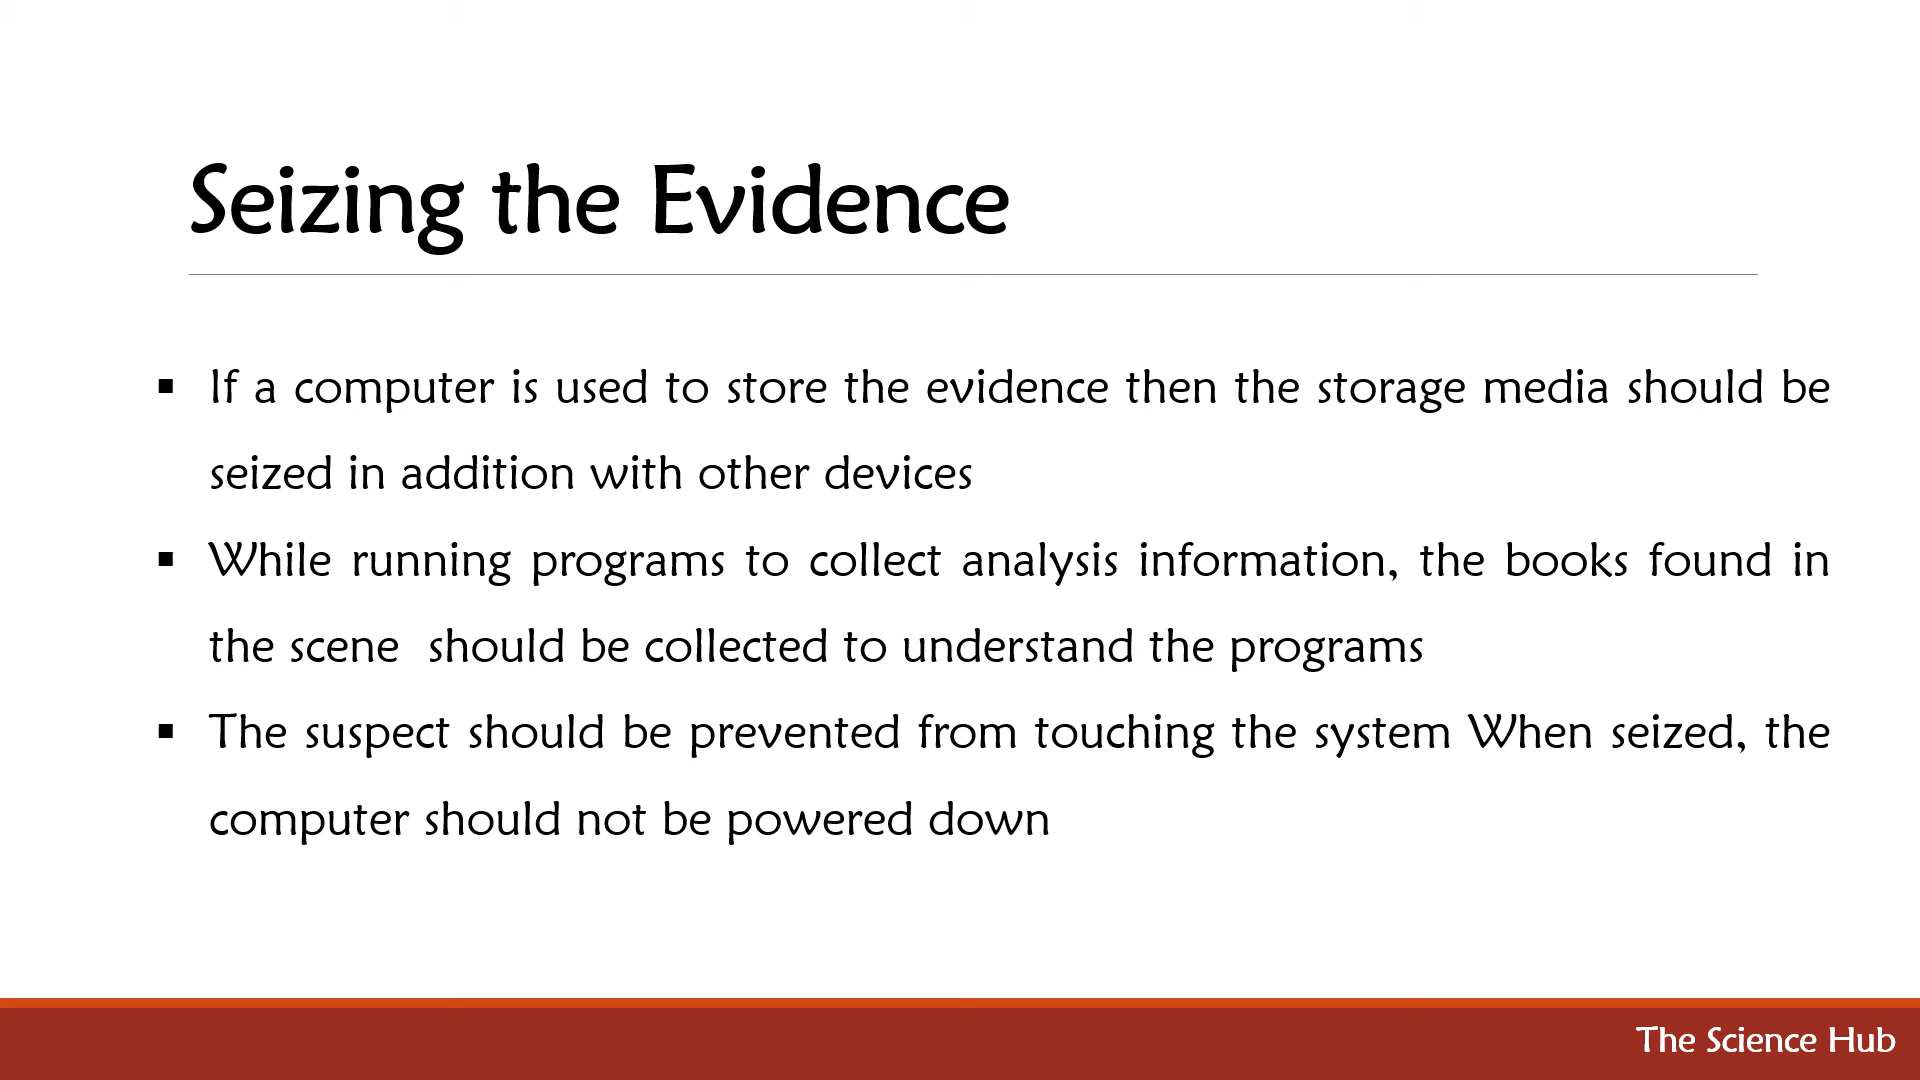 Seizing the Evidence
▪ If a computer is used to store the evidence then the storage media should be
seized in addition with other devices
▪ While running programs to collect analysis information, the books found in
the scene  should be collected to understand the programs
▪ The suspect should be prevented from touching the system When seized, the
computer should not be powered down
The Science Hub